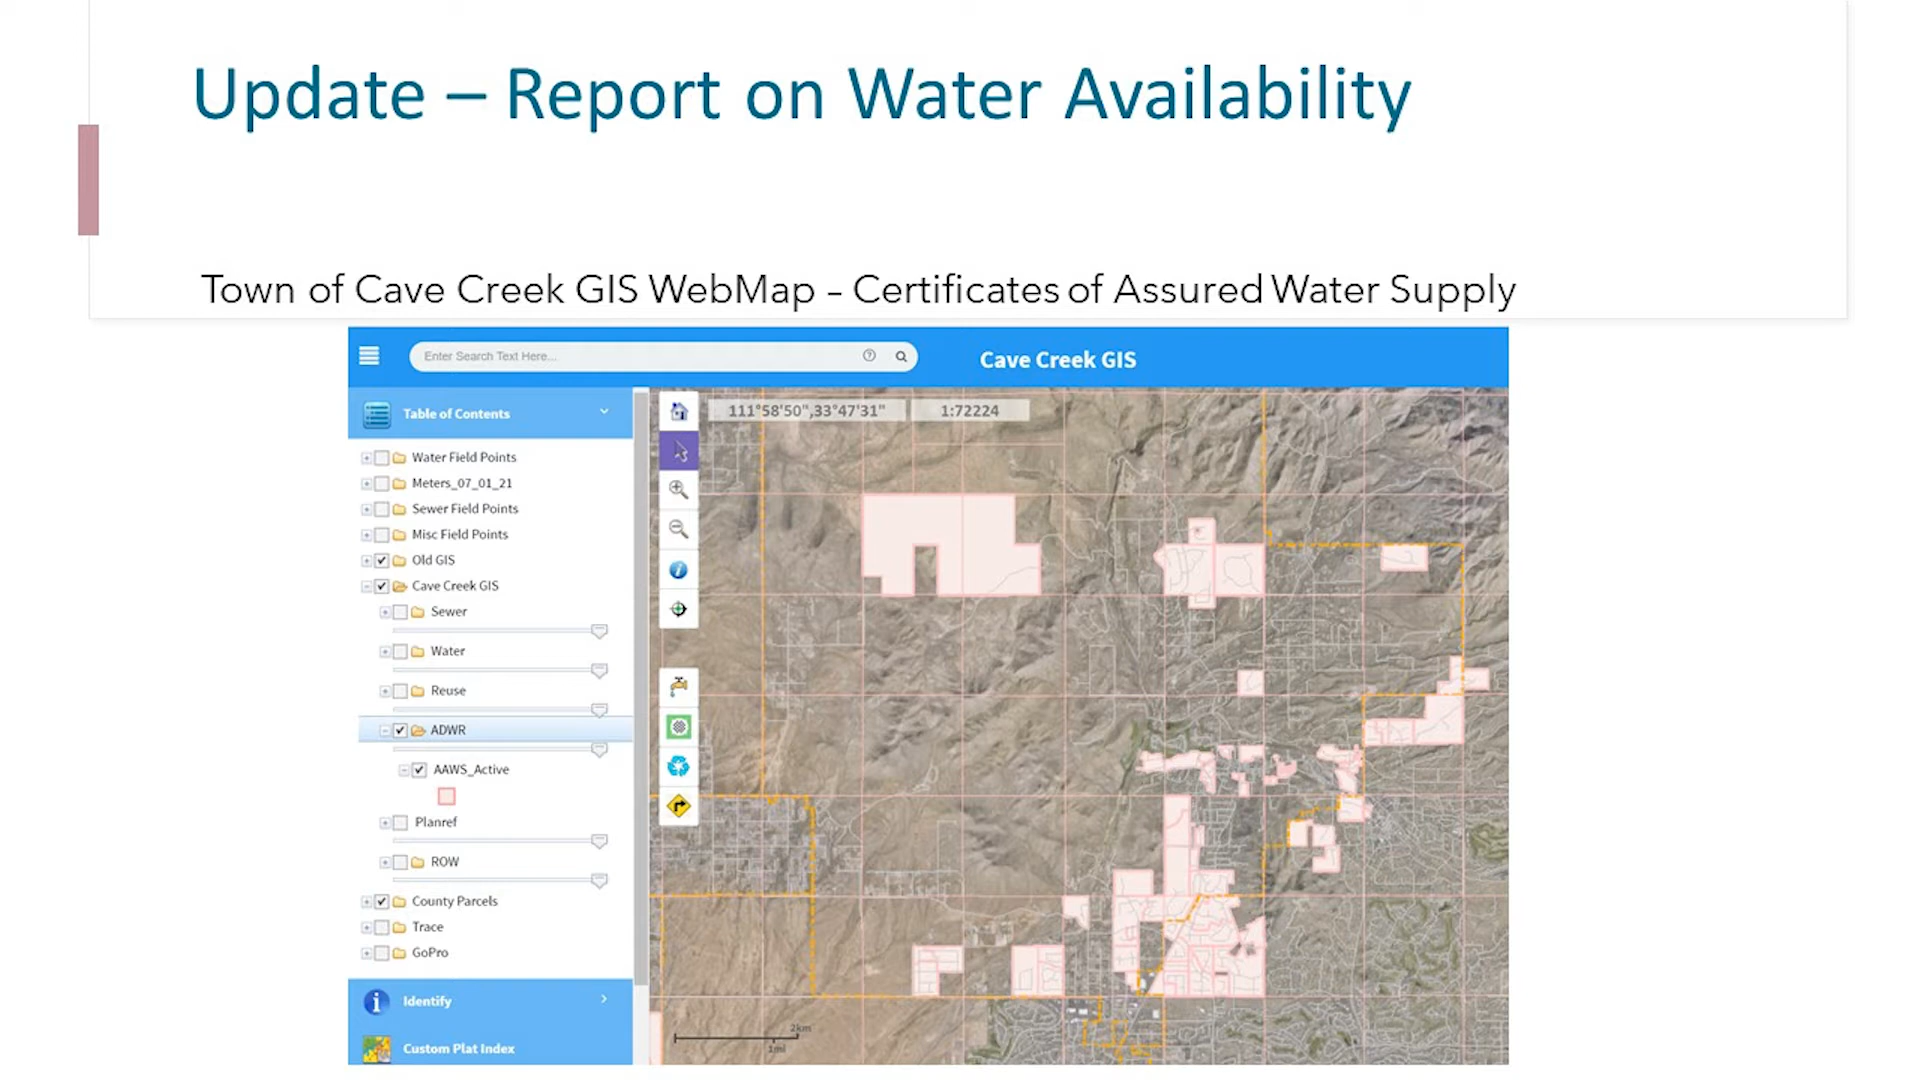 Update – Report on Water Availability
Town of Cave Creek GIS WebMap – Certificates of Assured Water Supply
Enter Search Text Here...
Cave Creek GIS
Table of Contents
111°58'50",33°47'31"
1:72224
Water Field Points
Meters_07_01_21
Sewer Field Points
Misc Field Points
Old GIS
Cave Creek GIS
Sewer
Water
Reuse
ADWR
AAWS_Active
Planref
ROW
County Parcels
Trace
GoPro
Identify
Custom Plat Index
2km
1mi